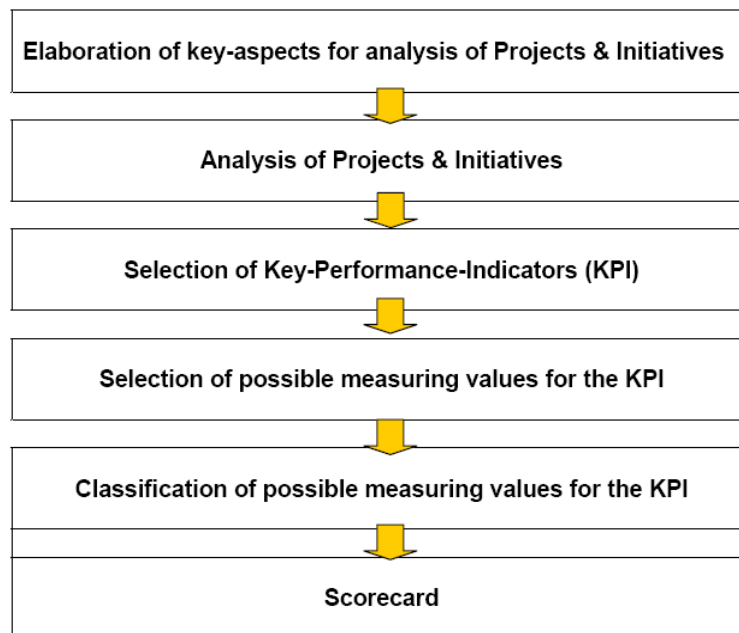 Elaboration of key-aspects for analysis of Projects & Initiatives
Analysis of Projects & Initiatives
Selection of Key-Performance-Indicators (KPI)
Selection of possible measuring values for the KPI
Classification of possible measuring values for the KPI
Scorecard